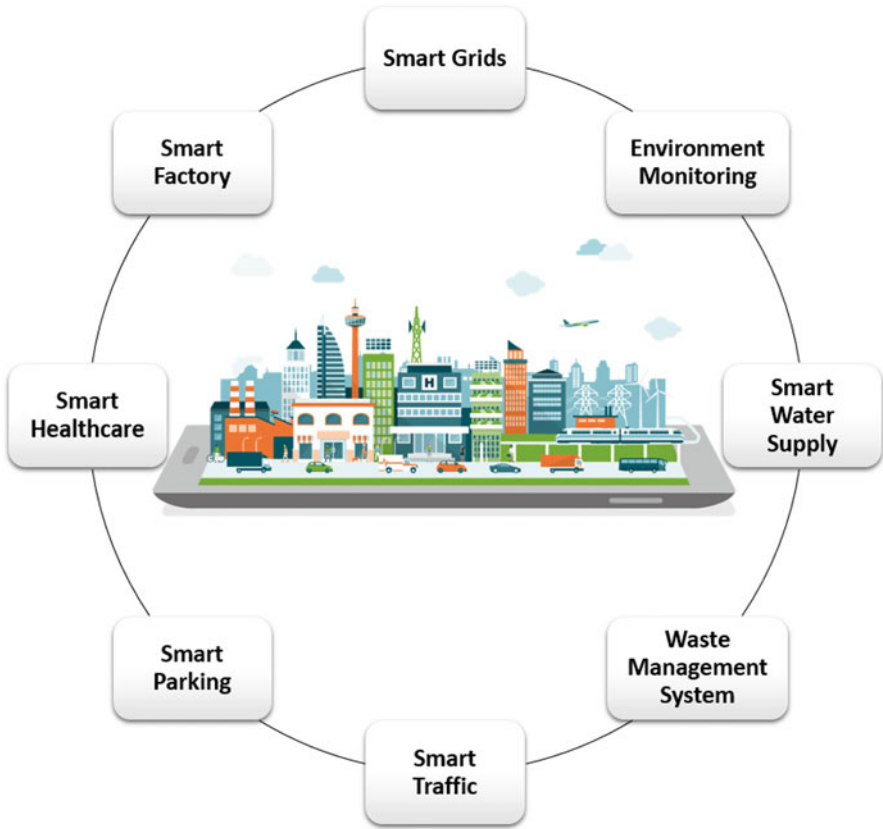 Smart Grids
Environment
Monitoring
Smart
Water
Supply
Waste
Management
System
Smart
Traffic
Smart
Parking
Smart
Healthcare
Smart
Factory
H